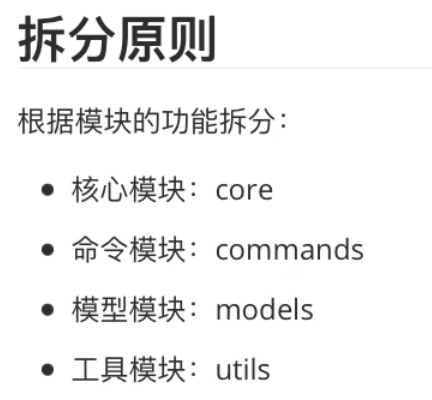 拆分原则
根据模块的功能拆分：
核心模块：core
命令模块：commands
模型模块：models
工具模块：utils